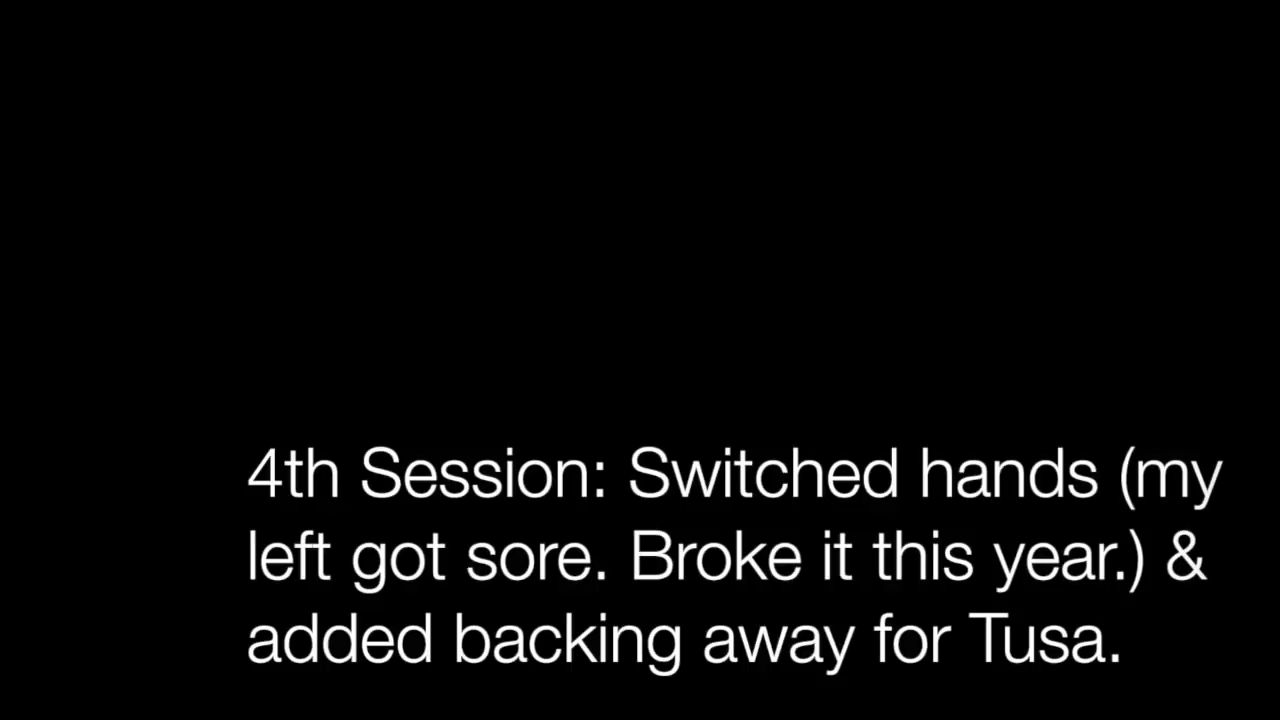 4th Session: Switched hands (my
left got sore. Broke it this year.) &
added backing away for Tusa.